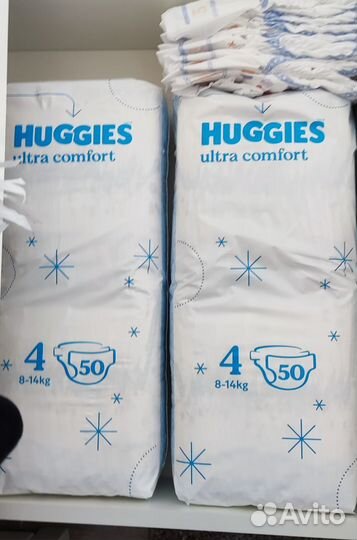 HUGGIES
ultra comfort
4
50
8-14kg
HUGGIES
ultra comfort
4
50
8-14kg
Avito